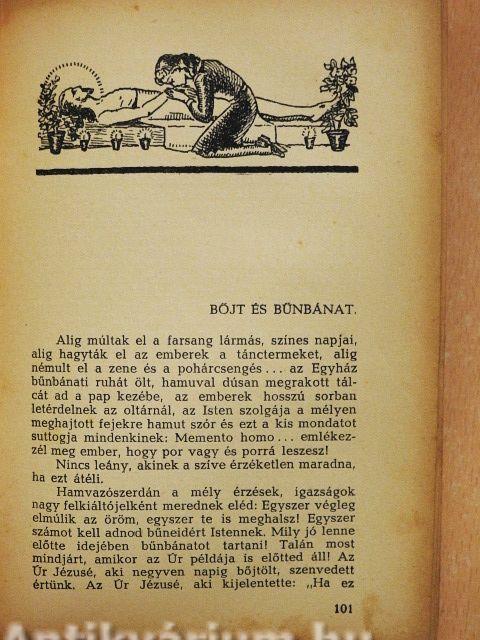 BÖJT ÉS BŰNBÁNAT.
Alig múltak el a farsang lármás, színes napjai,
alig hagyták el az emberek a tánctermeket, alig
némult el a zene és a pohárcsengés... az Egyház
bűnbánati ruhát ölt, hamuval dúsan megrakott tál-
cát ad a pap kezébe, az emberek hosszú sorban
letérdelnek az oltárnál, az Isten szolgája a mélyen
meghajtott fejekre hamut szór és ezt a kis mondatot
suttogja mindenkinek: Memento homo... emlékez-
zél meg ember, hogy por vagy és porrá leszesz!
Nincs leány, akinek a szíve érzéketlen maradna,
ha ezt átéli.
Hamvazószerdán a mély érzések, igazságok
nagy felkiáltójelként merednek eléd: Egyszer végleg
elmúlik az öröm, egyszer te is meghalsz! Egyszer
számot kell adnod bűneidért Istennek. Mily jó lenne
előtte idejében bűnbánatot tartani! Talán most
mindjárt, amikor az Úr példája is előtted áll! Az
Úr Jézusé, aki negyven napig böjtölt, szenvedett
értünk. Az Úr Jézusé, aki kijelentette: „Ha ez
101
Antikvárium.hu